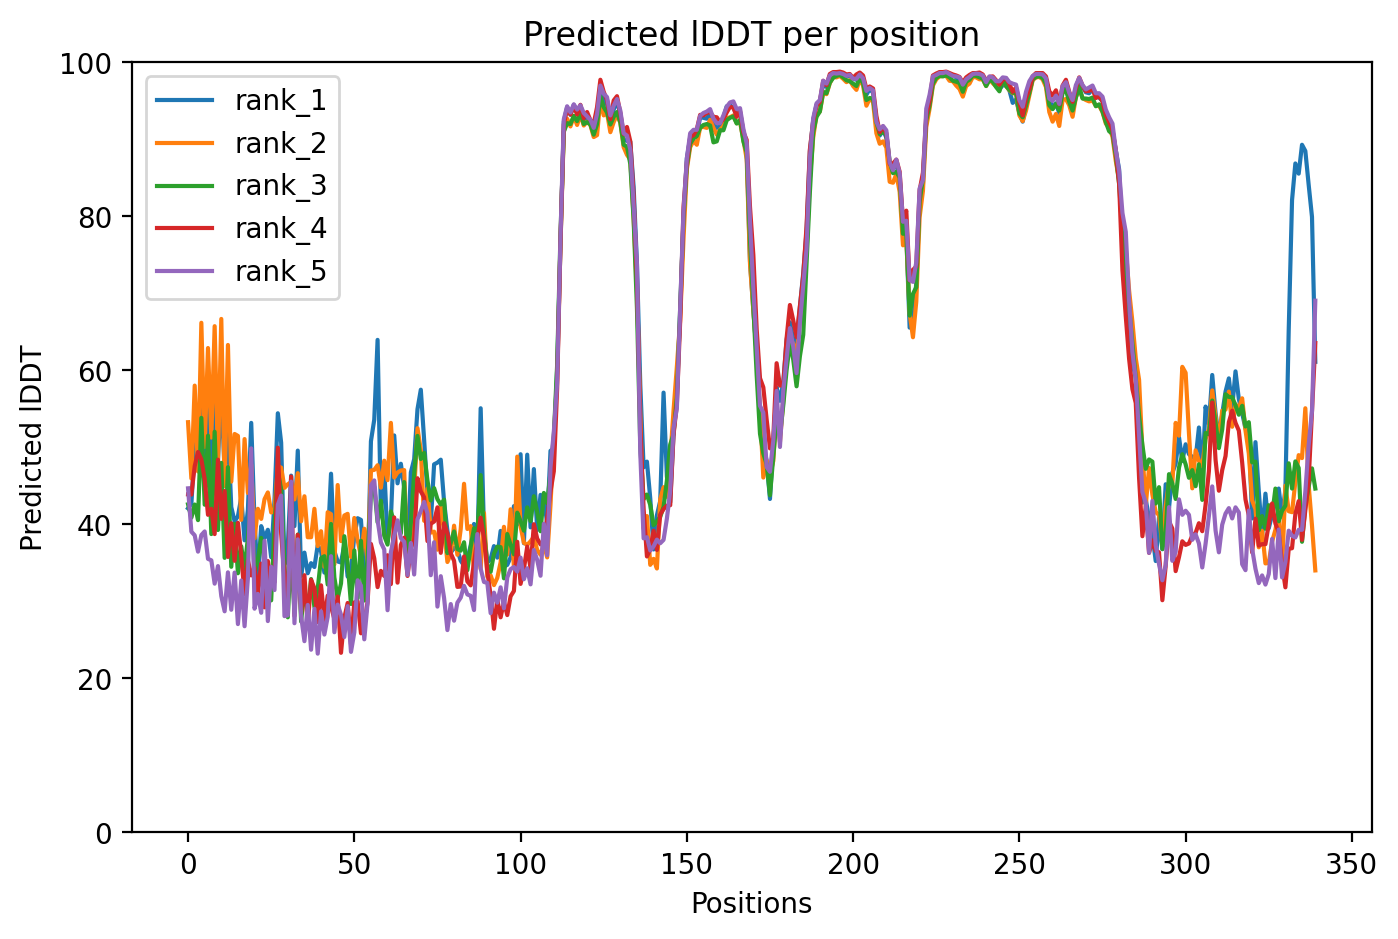 Predicted lDDT per position
100
80
60
40
20
0
Predicted lDDT
rank_1
rank_2
rank_3
rank_4
rank_5
0 50 100 150 200 250 300 350
Positions